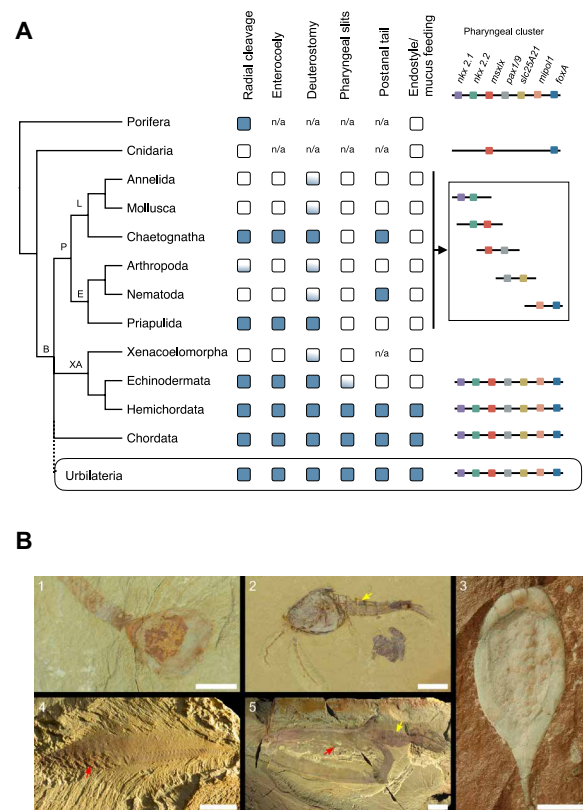 A
Radial cleavage
Enterocoely
Deuterostomy
Pharyngeal slits
Postanal tail
Endostyle/
mucus feeding
Pharyngeal cluster
nkx 2.1
nkx 2.2
msxlx
pax1/9
slc25A21
mipol1
foxA
Porifera n/a n/a n/a n/a
Cnidaria n/a n/a n/a n/a
Annelida
L
Mollusca
Chaetognatha
P
Arthropoda
E
Nematoda
Priapulida
B
Xenacoelomorpha n/a
XA
Echinodermata
Hemichordata
Chordata
Urbilateria
B
1
2
3
4
5